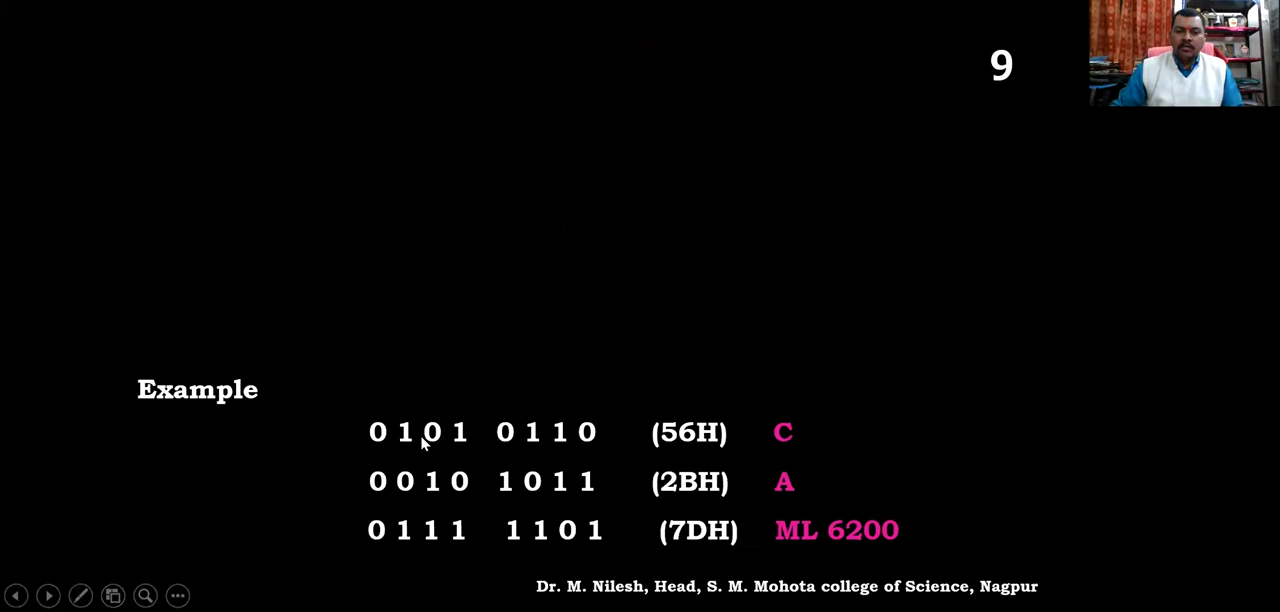 9
Example
0 1 0 1 0 1 1 0 (56H) C
0 0 1 0 1 0 1 1 (2BH) A
0 1 1 1 1 1 0 1 (7DH) ML 6200
Dr. M. Nilesh, Head, S. M. Mohota college of Science, Nagpur